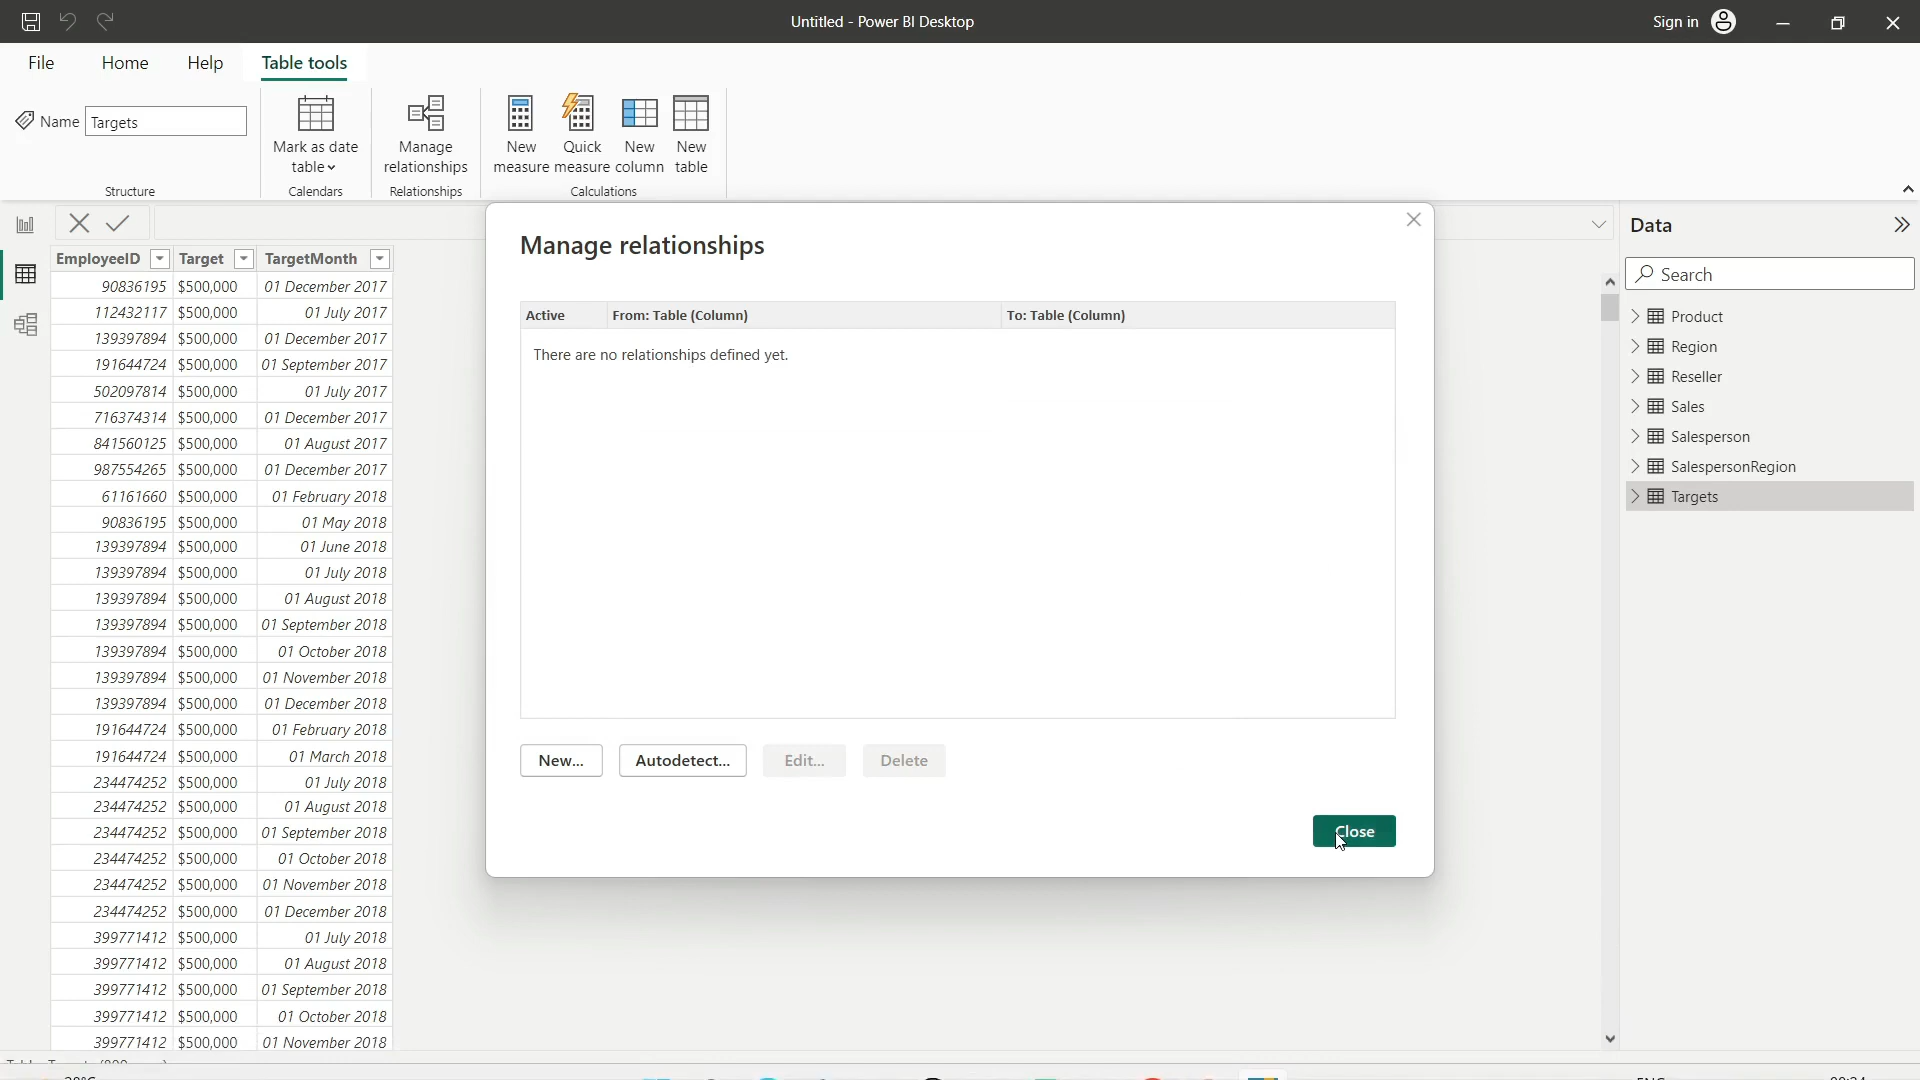 Untitled - Power BI Desktop
Sign in
File Home Help Table tools
Name Targets
Mark as date table
Manage relationships
New measure
Quick measure
New column
New table
Structure Calendars Relationships Calculations
EmployeeID Target TargetMonth
90836195 $500,000 01 December 2017
112432117 $500,000 01 July 2017
139397894 $500,000 01 December 2017
191644724 $500,000 01 September 2017
502097814 $500,000 01 July 2017
716374314 $500,000 01 December 2017
841560125 $500,000 01 August 2017
987554265 $500,000 01 December 2017
61161660 $500,000 01 February 2018
90836195 $500,000 01 May 2018
139397894 $500,000 01 June 2018
139397894 $500,000 01 July 2018
139397894 $500,000 01 August 2018
139397894 $500,000 01 September 2018
139397894 $500,000 01 October 2018
139397894 $500,000 01 November 2018
139397894 $500,000 01 December 2018
191644724 $500,000 01 February 2018
191644724 $500,000 01 March 2018
234474252 $500,000 01 July 2018
234474252 $500,000 01 August 2018
234474252 $500,000 01 September 2018
234474252 $500,000 01 October 2018
234474252 $500,000 01 November 2018
234474252 $500,000 01 December 2018
399771412 $500,000 01 July 2018
399771412 $500,000 01 August 2018
399771412 $500,000 01 September 2018
399771412 $500,000 01 October 2018
399771412 $500,000 01 November 2018
Manage relationships
Active From: Table (Column) To: Table (Column)
There are no relationships defined yet.
New... Autodetect... Edit... Delete
Close
Data
Search
Product
Region
Reseller
Sales
Salesperson
SalespersonRegion
Targets